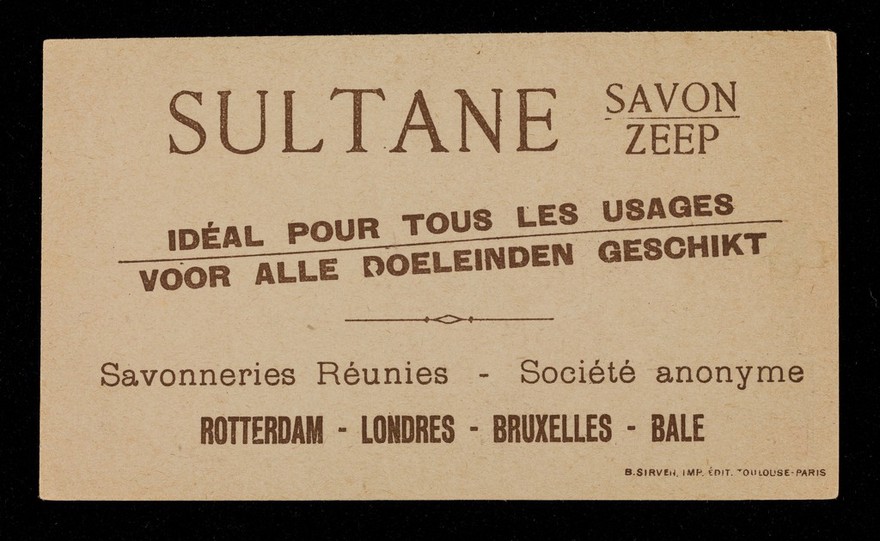 SULTANE
SAVON
ZEEP
IDÉAL POUR TOUS LES USAGES
VOOR ALLE DOELEINDEN GESCHIKT
Savonneries Réunies - Société anonyme
ROTTERDAM - LONDRES - BRUXELLES - BALE
B. SIRVEN, IMP. ÉDIT. TOULOUSE-PARIS